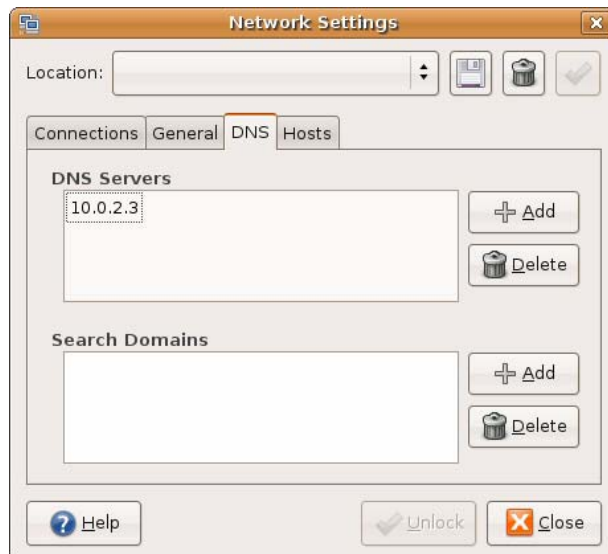 Network Settings
Location:
Connections General DNS Hosts
DNS Servers
10.0.2.3
Add
Delete
Search Domains
Add
Delete
Help Unlock Close